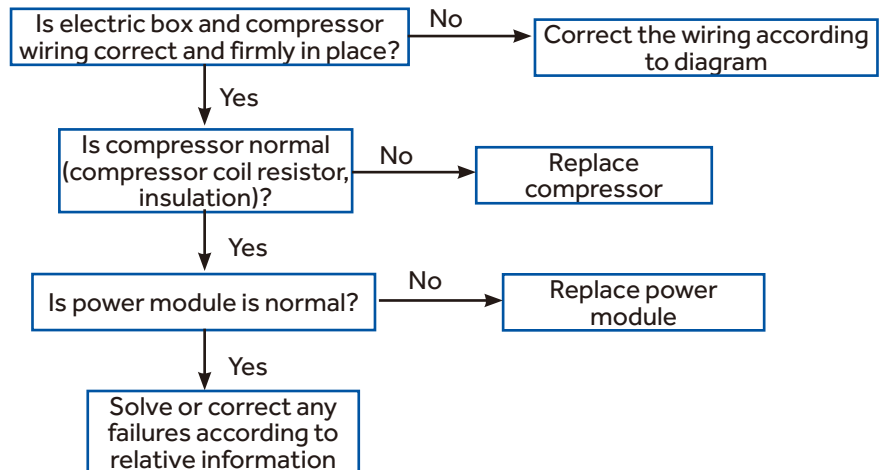 Is electric box and compressor
wiring correct and firmly in place?
No
Correct the wiring according
to diagram
Yes
Is compressor normal
(compressor coil resistor,
insulation)?
No
Replace
compressor
Yes
Is power module is normal?
No
Replace power
module
Yes
Solve or correct any
failures according to
relative information